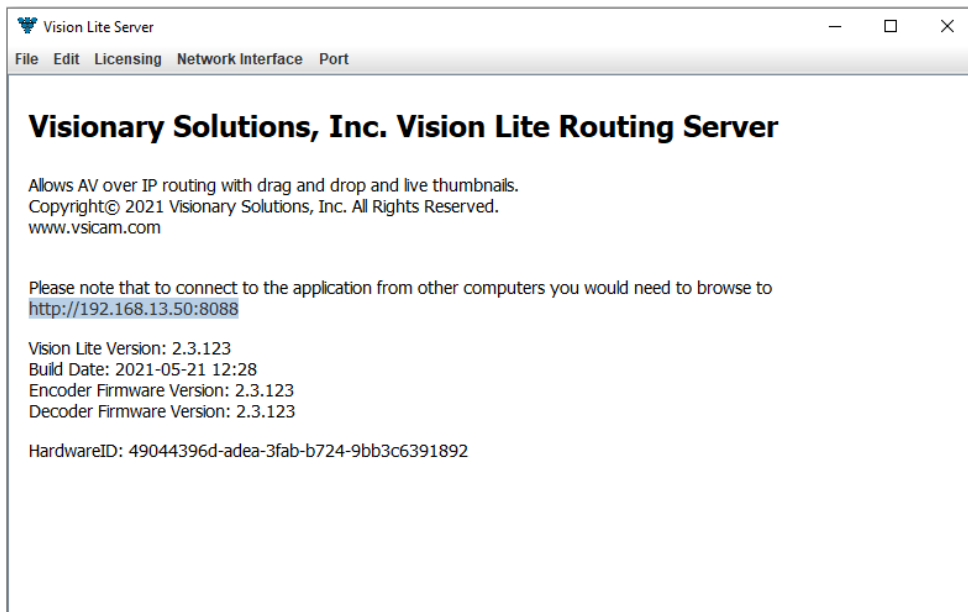 Vision Lite Server
File Edit Licensing Network Interface Port
Visionary Solutions, Inc. Vision Lite Routing Server
Allows AV over IP routing with drag and drop and live thumbnails.
Copyright© 2021 Visionary Solutions, Inc. All Rights Reserved.
www.vsicam.com
Please note that to connect to the application from other computers you would need to browse to
http://192.168.13.50:8088
Vision Lite Version: 2.3.123
Build Date: 2021-05-21 12:28
Encoder Firmware Version: 2.3.123
Decoder Firmware Version: 2.3.123
HardwareID: 49044396d-adea-3fab-b724-9bb3c6391892